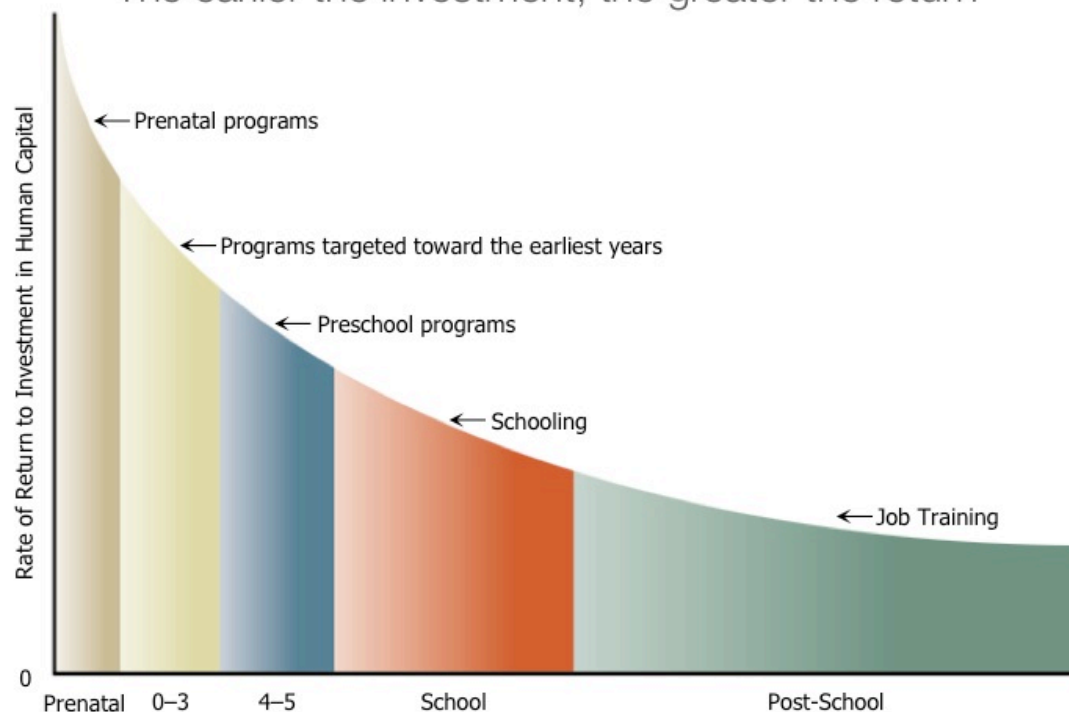 The earlier the investment, the greater the return
Rate of Return to Investment in Human Capital
Prenatal programs
Programs targeted toward the earliest years
Preschool programs
Schooling
Job Training
0
Prenatal
0–3
4–5
School
Post-School